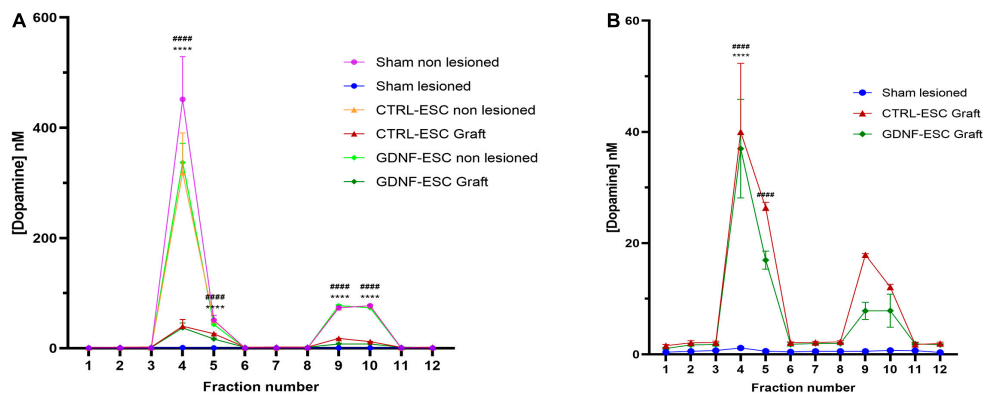 A
600
400
200
0
[Dopamine] nM
####
****
####
****
####
####
****
****
Sham non lesioned
Sham lesioned
CTRL-ESC non lesioned
CTRL-ESC Graft
GDNF-ESC non lesioned
GDNF-ESC Graft
1 2 3 4 5 6 7 8 9 10 11 12
Fraction number
B
60
40
20
0
[Dopamine] nM
####
****
####
Sham lesioned
CTRL-ESC Graft
GDNF-ESC Graft
1 2 3 4 5 6 7 8 9 10 11 12
Fraction number